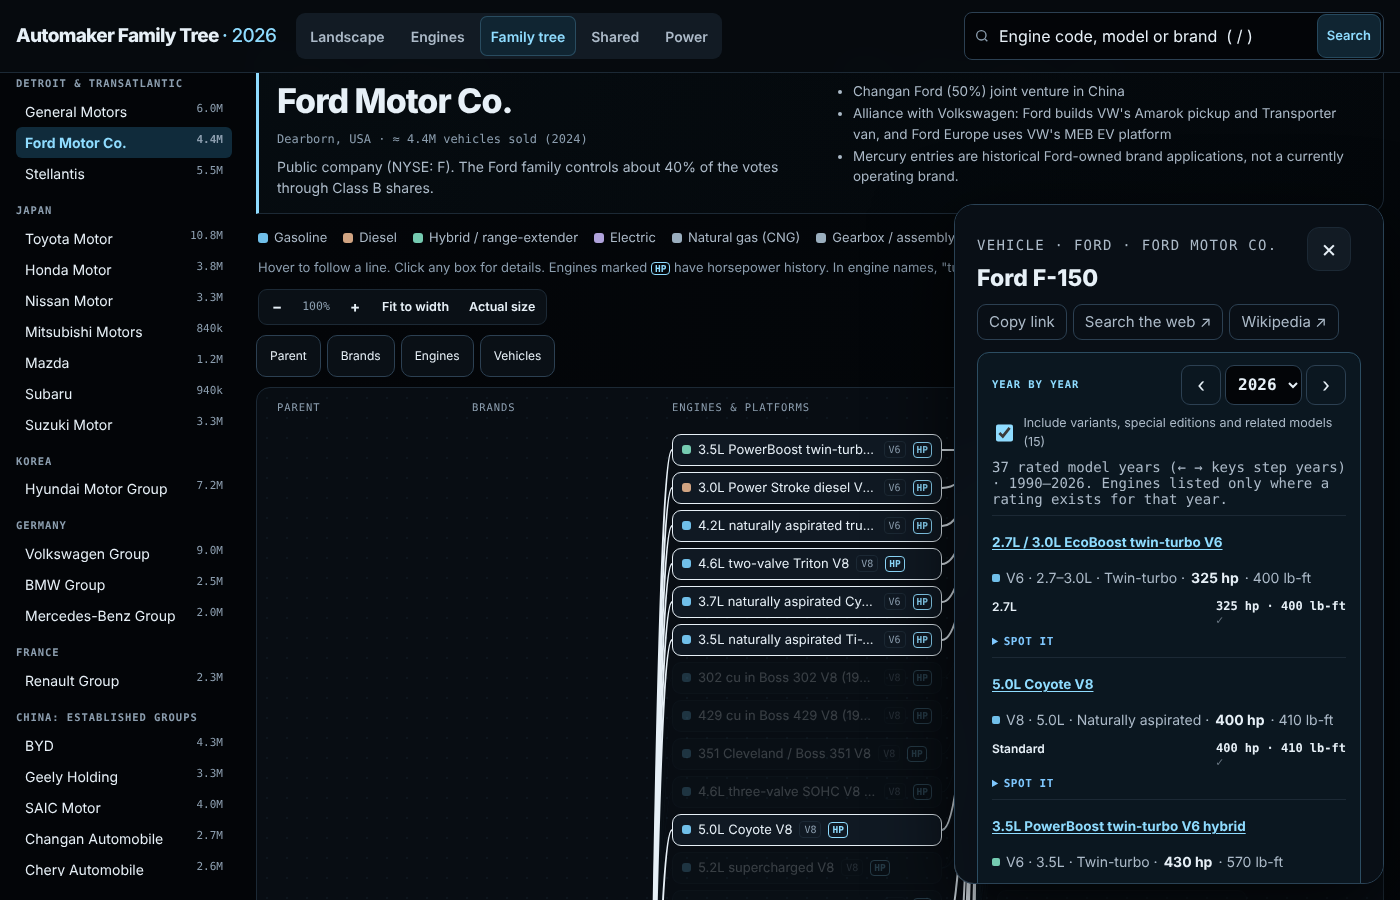 Automaker Family Tree · 2026
Landscape
Engines
Family tree
Shared
Power
Engine code, model or brand ( / )
Search
DETROIT & TRANSATLANTIC
General Motors 6.0M
Ford Motor Co. 4.4M
Stellantis 5.5M
JAPAN
Toyota Motor 10.8M
Honda Motor 3.8M
Nissan Motor 3.3M
Mitsubishi Motors 840k
Mazda 1.2M
Subaru 940k
Suzuki Motor 3.3M
KOREA
Hyundai Motor Group 7.2M
GERMANY
Volkswagen Group 9.0M
BMW Group 2.5M
Mercedes-Benz Group 2.0M
FRANCE
Renault Group 2.3M
CHINA: ESTABLISHED GROUPS
BYD 4.3M
Geely Holding 3.3M
SAIC Motor 4.0M
Changan Automobile 2.7M
Chery Automobile 2.6M
Ford Motor Co.
Dearborn, USA · ≈ 4.4M vehicles sold (2024)
Public company (NYSE: F). The Ford family controls about 40% of the votes
through Class B shares.
• Changan Ford (50%) joint venture in China
• Alliance with Volkswagen: Ford builds VW's Amarok pickup and Transporter
van, and Ford Europe uses VW's MEB EV platform
• Mercury entries are historical Ford-owned brand applications, not a currently
operating brand.
Gasoline Diesel Hybrid / range-extender Electric Natural gas (CNG) Gearbox / assembly
Hover to follow a line. Click any box for details. Engines marked HP have horsepower history. In engine names, "tu
− 100% + Fit to width Actual size
Parent Brands Engines Vehicles
PARENT BRANDS ENGINES & PLATFORMS
3.5L PowerBoost twin-turb... V6 HP
3.0L Power Stroke diesel V... V6 HP
4.2L naturally aspirated tru... V6 HP
4.6L two-valve Triton V8 V8 HP
3.7L naturally aspirated Cy... V6 HP
3.5L naturally aspirated Ti-... V6 HP
302 cu in Boss 302 V8 (19... V8 HP
429 cu in Boss 429 V8 (19... V8 HP
351 Cleveland / Boss 351 V8 V8 HP
4.6L three-valve SOHC V8 ... V8 HP
5.0L Coyote V8 V8 HP
5.2L supercharged V8 V8 HP
VEHICLE · FORD · FORD MOTOR CO.
×
Ford F-150
Copy link
Search the web ↗
Wikipedia ↗
YEAR BY YEAR ‹ 2026 ›
Include variants, special editions and related models
(15)
37 rated model years (← → keys step years)
· 1990–2026. Engines listed only where a
rating exists for that year.
2.7L / 3.0L EcoBoost twin-turbo V6
V6 · 2.7–3.0L · Twin-turbo · 325 hp · 400 lb-ft
2.7L 325 hp · 400 lb-ft
✓
▶ SPOT IT
5.0L Coyote V8
V8 · 5.0L · Naturally aspirated · 400 hp · 410 lb-ft
Standard 400 hp · 410 lb-ft
✓
▶ SPOT IT
3.5L PowerBoost twin-turbo V6 hybrid
V6 · 3.5L · Twin-turbo · 430 hp · 570 lb-ft